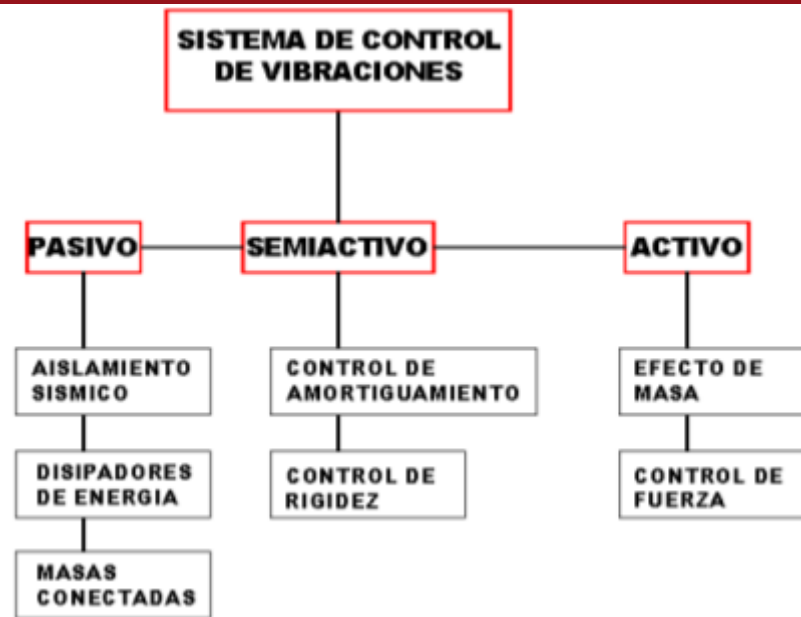 SISTEMA DE CONTROL
DE VIBRACIONES
PASIVO
SEMIACTIVO
ACTIVO
AISLAMIENTO
SISMICO
CONTROL DE
AMORTIGUAMIENTO
EFECTO DE
MASA
DISIPADORES
DE ENERGIA
CONTROL DE
RIGIDEZ
CONTROL DE
FUERZA
MASAS
CONECTADAS